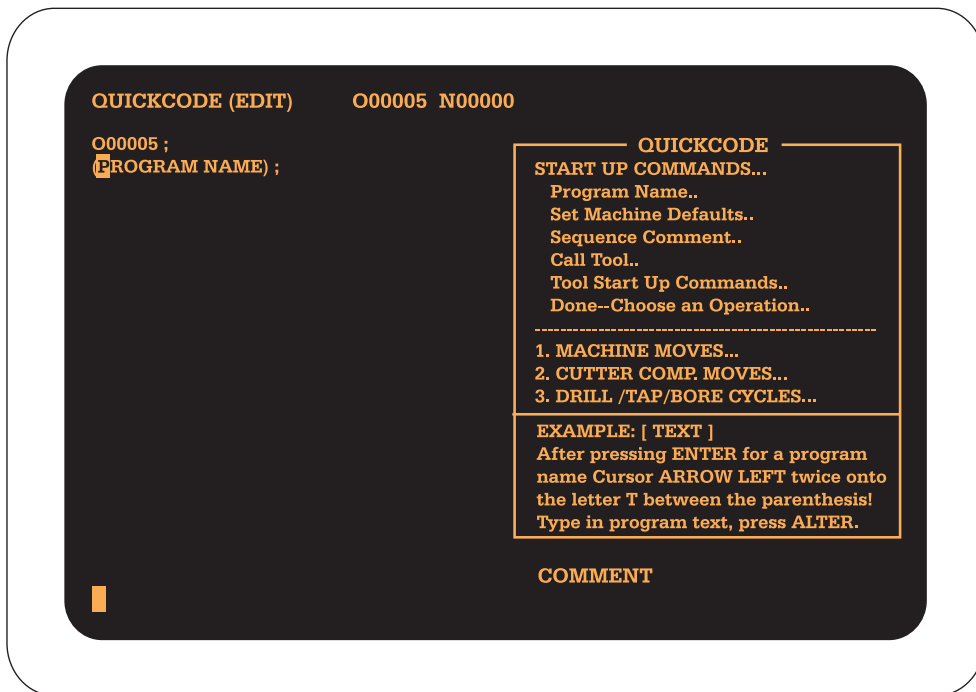 QUICKCODE (EDIT) O00005 N00000
O00005 ;
(PROGRAM NAME) ;
QUICKCODE
START UP COMMANDS...
Program Name..
Set Machine Defaults..
Sequence Comment..
Call Tool..
Tool Start Up Commands..
Done--Choose an Operation..
-----------------------------------------------------
1. MACHINE MOVES...
2. CUTTER COMP. MOVES...
3. DRILL /TAP/BORE CYCLES...
EXAMPLE: [ TEXT ]
After pressing ENTER for a program
name Cursor ARROW LEFT twice onto
the letter T between the parenthesis!
Type in program text, press ALTER.
COMMENT